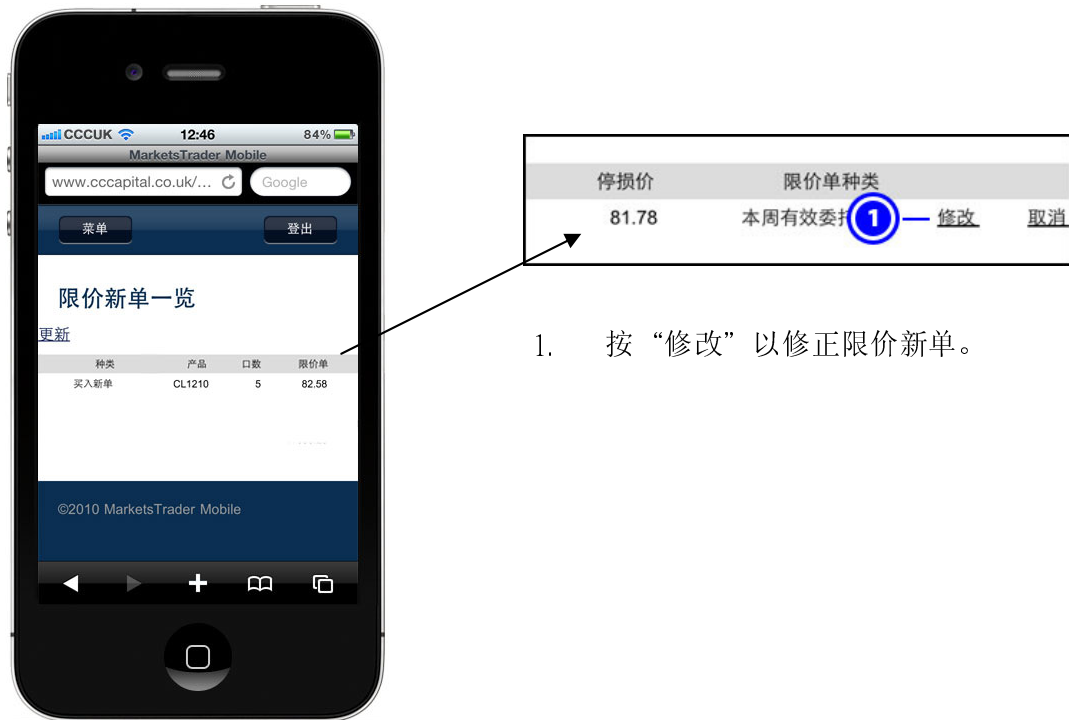 CCCUK 12:46 84%
MarketsTrader Mobile
www.cccapital.co.uk/... Google
菜单 登出
限价新单一览
更新
种类 产品 口数 限价单
买入新单 CL1210 5 82.58
©2010 MarketsTrader Mobile
停损价 限价单种类
81.78 本周有效委 1 修改 取消
1. 按“修改”以修正限价新单。